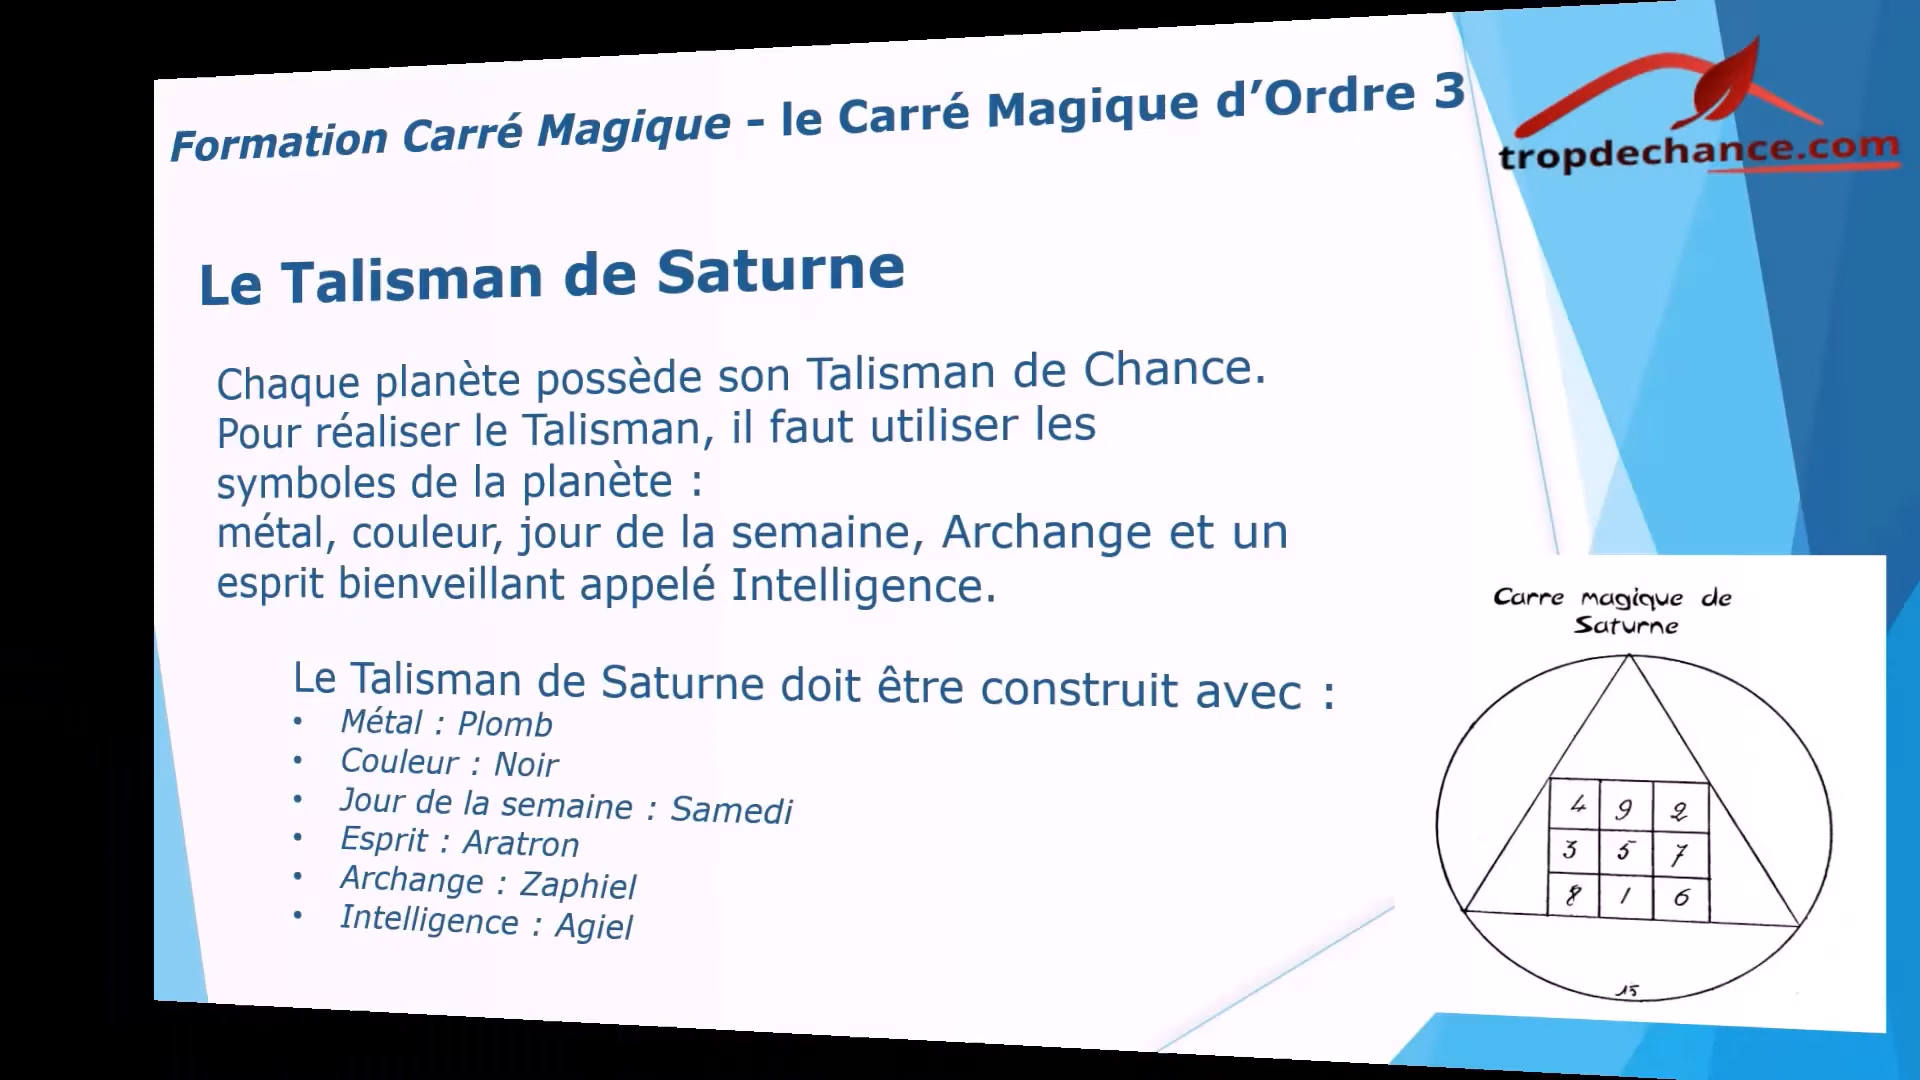 Formation Carré Magique - le Carré Magique d’Ordre 3
tropdechance.com
Le Talisman de Saturne
Chaque planète possède son Talisman de Chance.
Pour réaliser le Talisman, il faut utiliser les
symboles de la planète :
métal, couleur, jour de la semaine, Archange et un
esprit bienveillant appelé Intelligence.
Le Talisman de Saturne doit être construit avec :
• Métal : Plomb
• Couleur : Noir
• Jour de la semaine : Samedi
• Esprit : Aratron
• Archange : Zaphiel
• Intelligence : Agiel
Carre magique de
Saturne
4 9 2
3 5 7
8 1 6
15